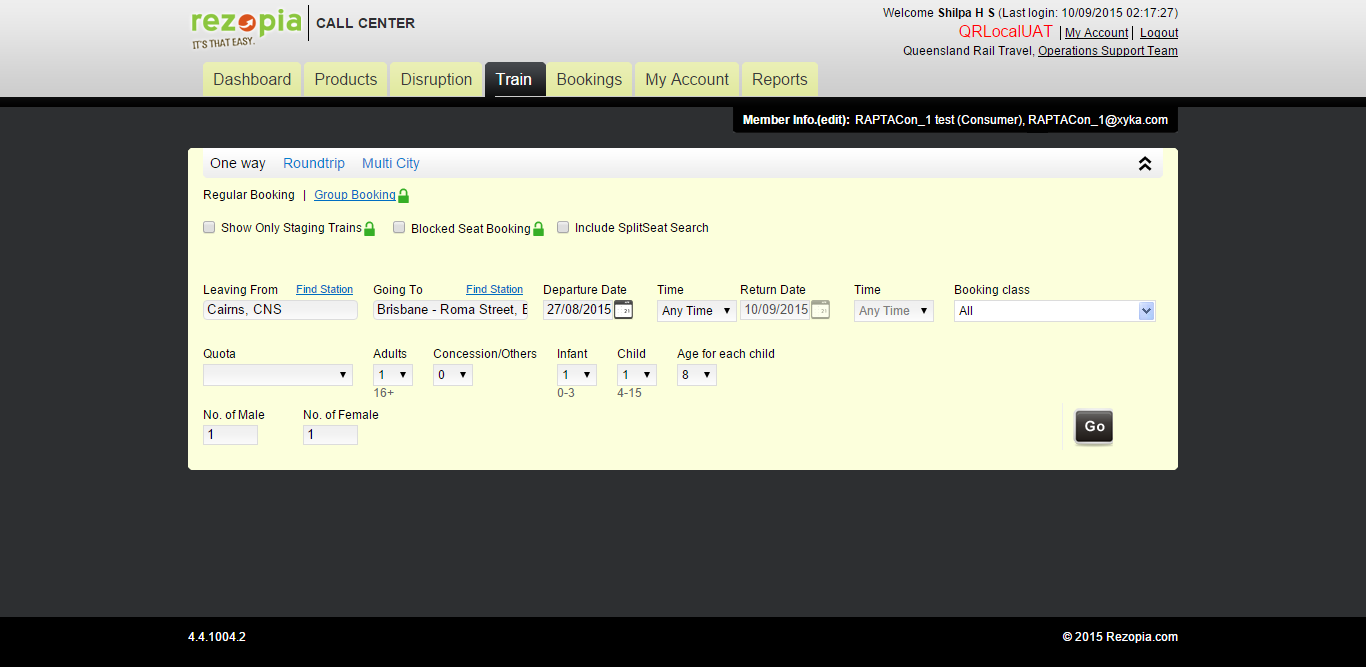 rezopia CALL CENTER
IT'S THAT EASY.
Welcome Shilpa H S (Last login: 10/09/2015 02:17:27)
QRLocalUAT | My Account | Logout
Queensland Rail Travel, Operations Support Team
Dashboard Products Disruption Train Bookings My Account Reports
Member Info.(edit): RAPTACon_1 test (Consumer), RAPTACon_1@xyka.com
One way Roundtrip Multi City
Regular Booking | Group Booking
Show Only Staging Trains Blocked Seat Booking Include SplitSeat Search
Leaving From Find Station Going To Find Station Departure Date Time Return Date Time Booking class
Cairns, CNS Brisbane - Roma Street, 27/08/2015 Any Time 10/09/2015 Any Time All
Quota Adults Concession/Others Infant Child Age for each child
1 0 1 1 8
16+ 0-3 4-15
No. of Male No. of Female
1 1
Go
4.4.1004.2 © 2015 Rezopia.com